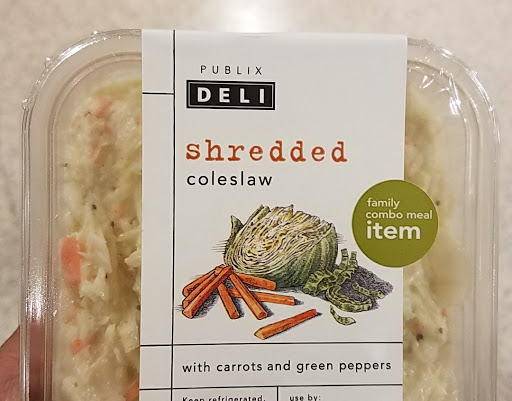 PUBLIX
DELI
shredded
coleslaw
family
combo meal
item
with carrots and green peppers
Keep refrigerated.
use by: